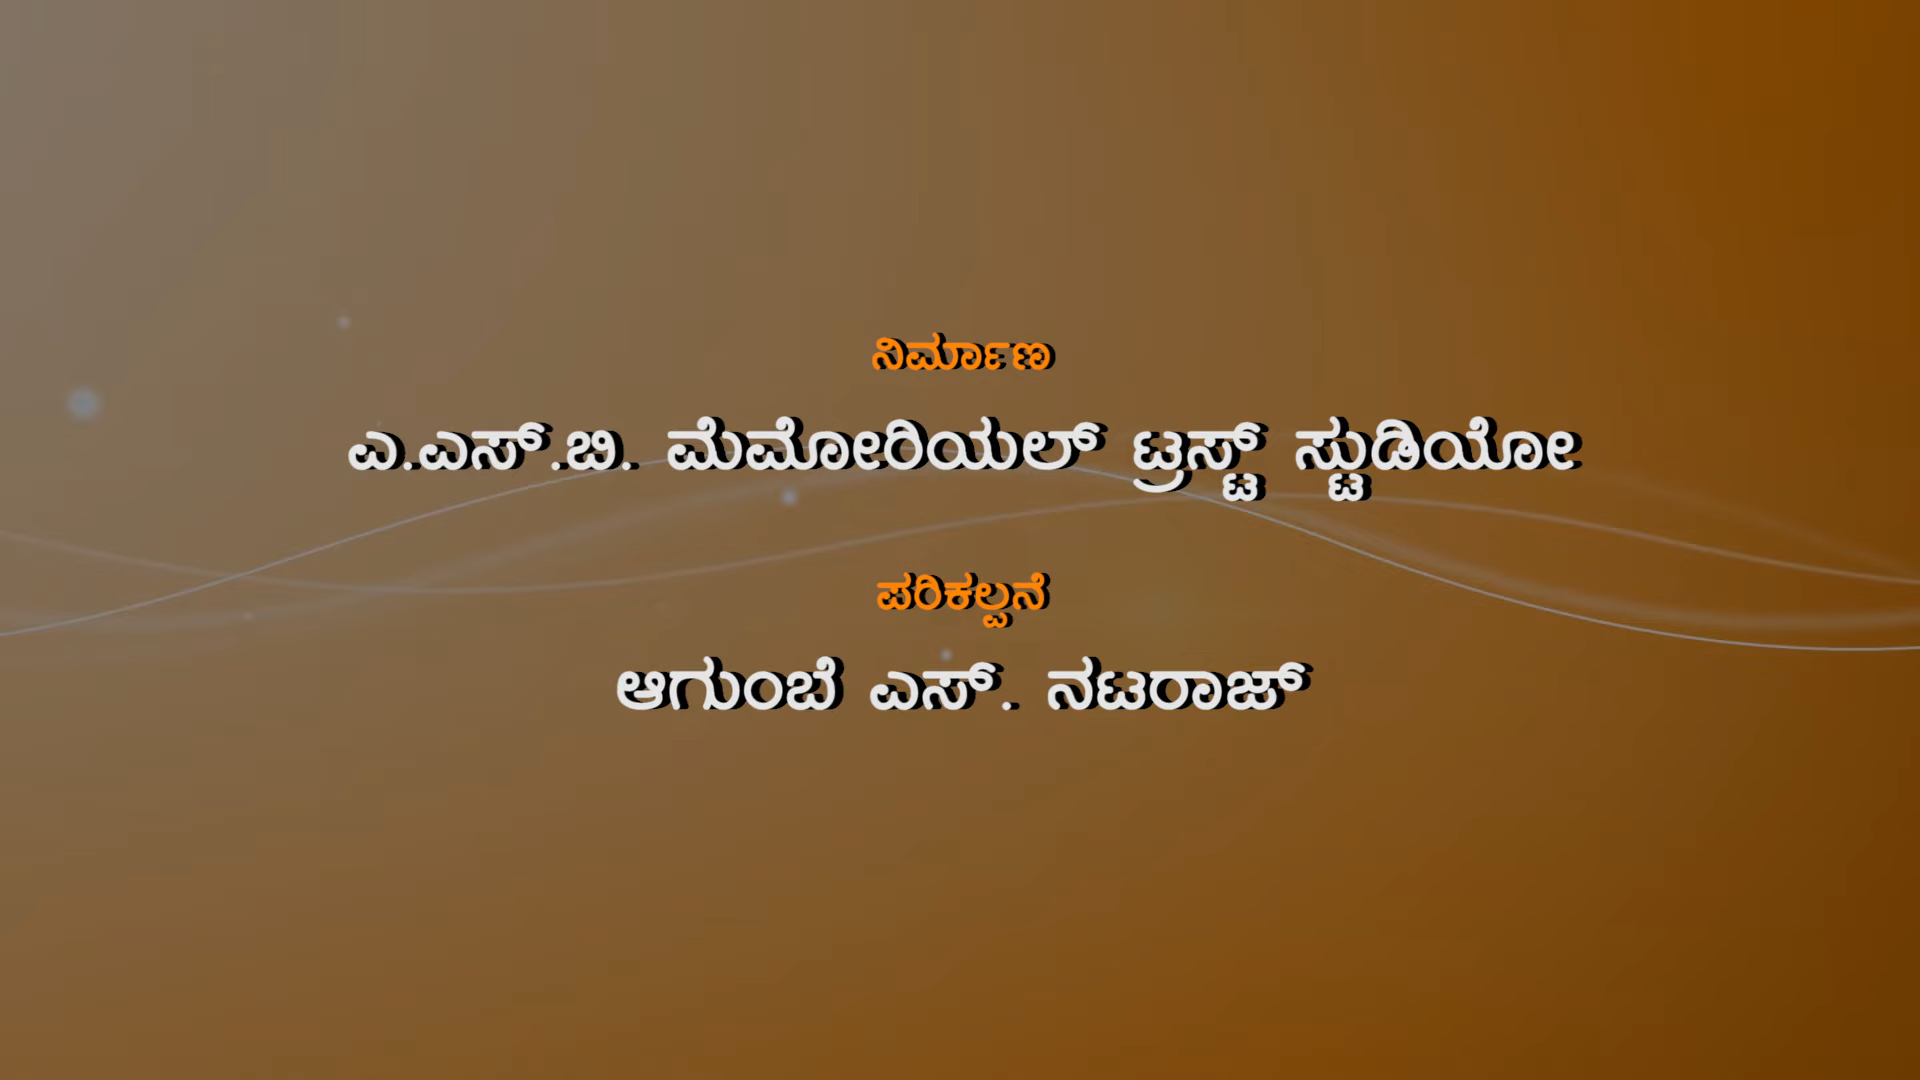 ನಿರ್ಮಾಣ
ಎ.ಎಸ್.ಬಿ. ಮೆಮೋರಿಯಲ್ ಟ್ರಸ್ಟ್ ಸ್ಟುಡಿಯೋ
ಪರಿಕಲ್ಪನೆ
ಆಗುಂಬೆ ಎಸ್. ನಟರಾಜ್